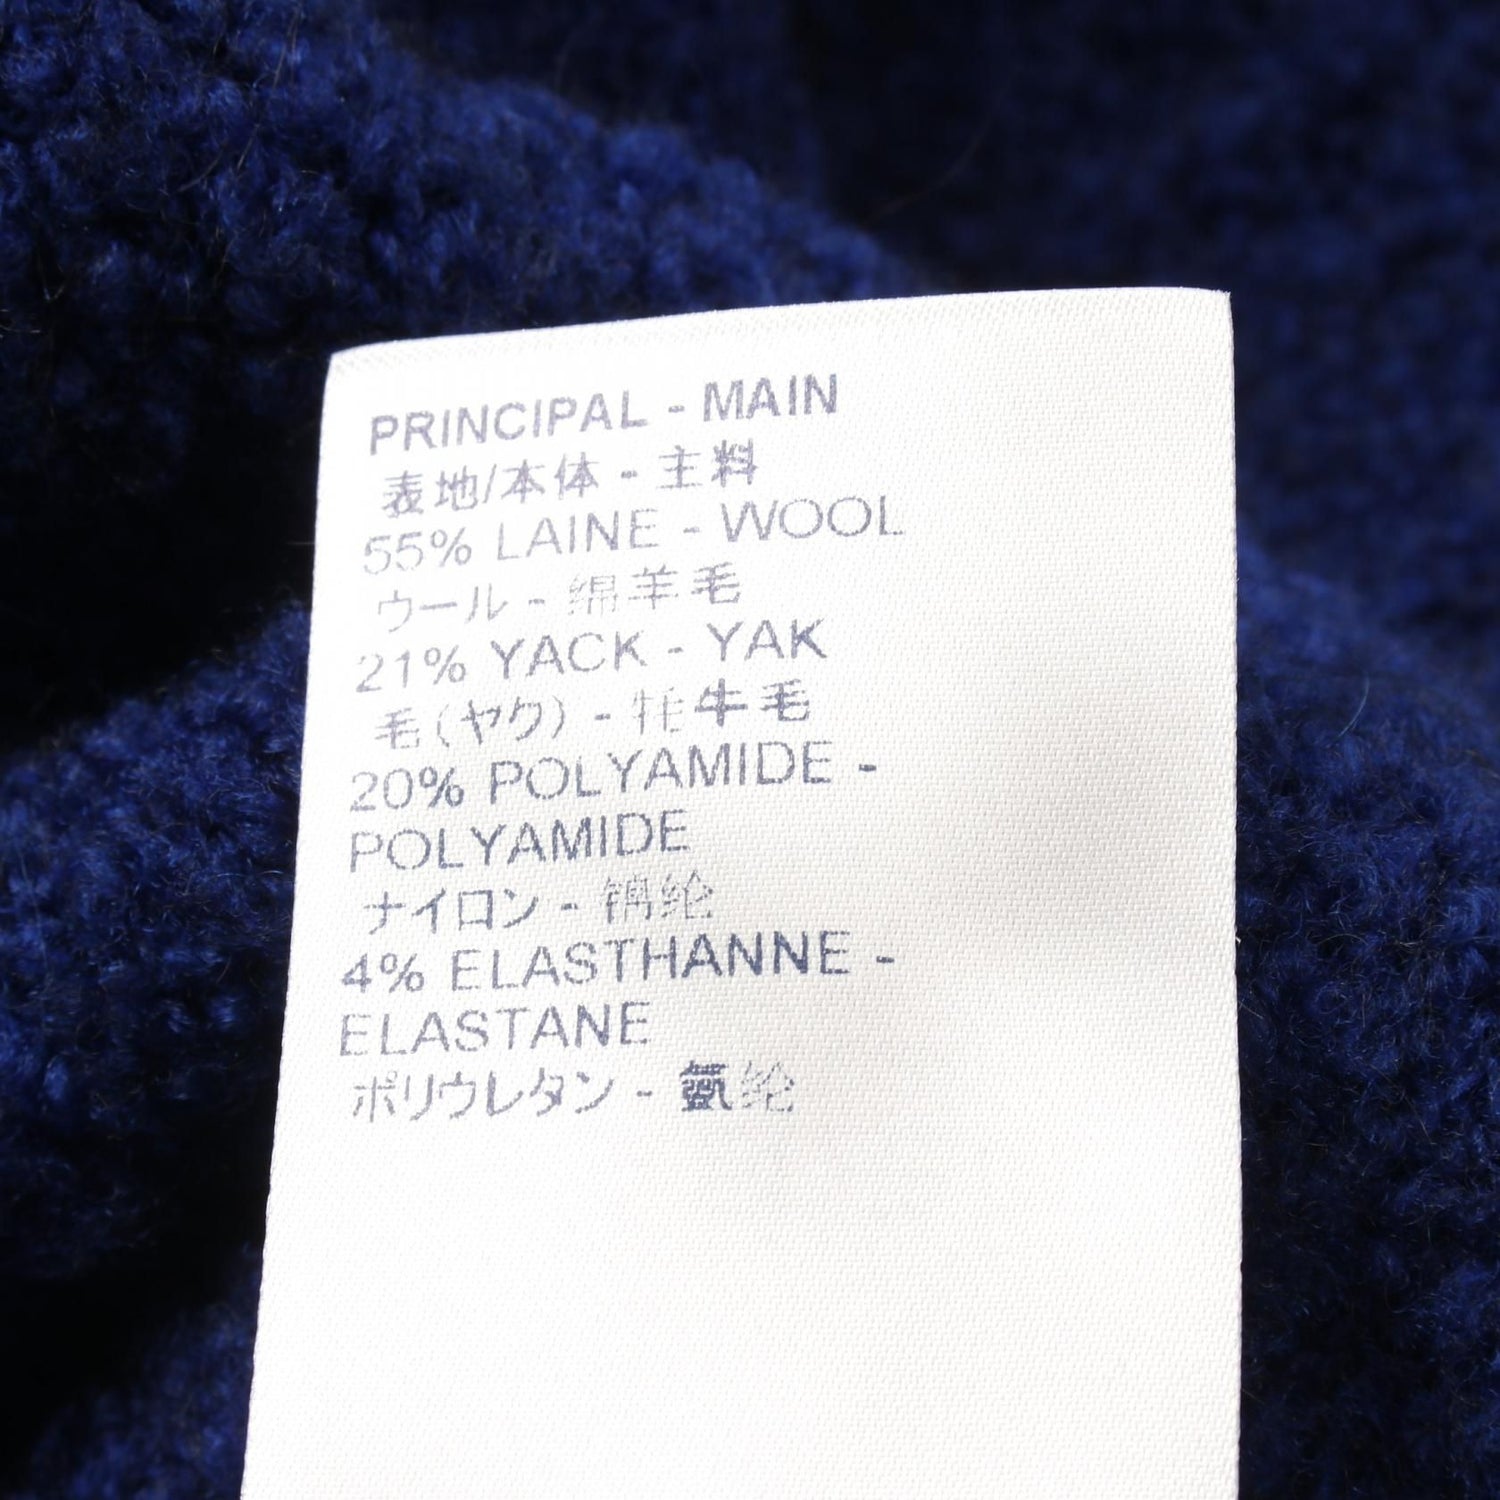 PRINCIPAL - MAIN
表地/本体 - 主料
55% LAINE - WOOL
ウール - 绵羊毛
21% YACK - YAK
毛(ヤク) - 牦牛毛
20% POLYAMIDE -
POLYAMIDE
ナイロン - 锦纶
4% ELASTHANNE -
ELASTANE
ポリウレタン - 氨纶